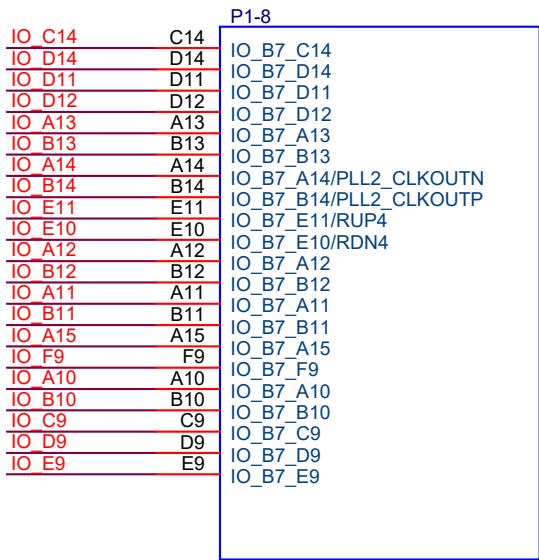 P1-8
IO_C14 C14 IO_B7_C14
IO_D14 D14 IO_B7_D14
IO_D11 D11 IO_B7_D11
IO_D12 D12 IO_B7_D12
IO_A13 A13 IO_B7_A13
IO_B13 B13 IO_B7_B13
IO_A14 A14 IO_B7_A14/PLL2_CLKOUTN
IO_B14 B14 IO_B7_B14/PLL2_CLKOUTP
IO_E11 E11 IO_B7_E11/RUP4
IO_E10 E10 IO_B7_E10/RDN4
IO_A12 A12 IO_B7_A12
IO_B12 B12 IO_B7_B12
IO_A11 A11 IO_B7_A11
IO_B11 B11 IO_B7_B11
IO_A15 A15 IO_B7_A15
IO_F9 F9 IO_B7_F9
IO_A10 A10 IO_B7_A10
IO_B10 B10 IO_B7_B10
IO_C9 C9 IO_B7_C9
IO_D9 D9 IO_B7_D9
IO_E9 E9 IO_B7_E9